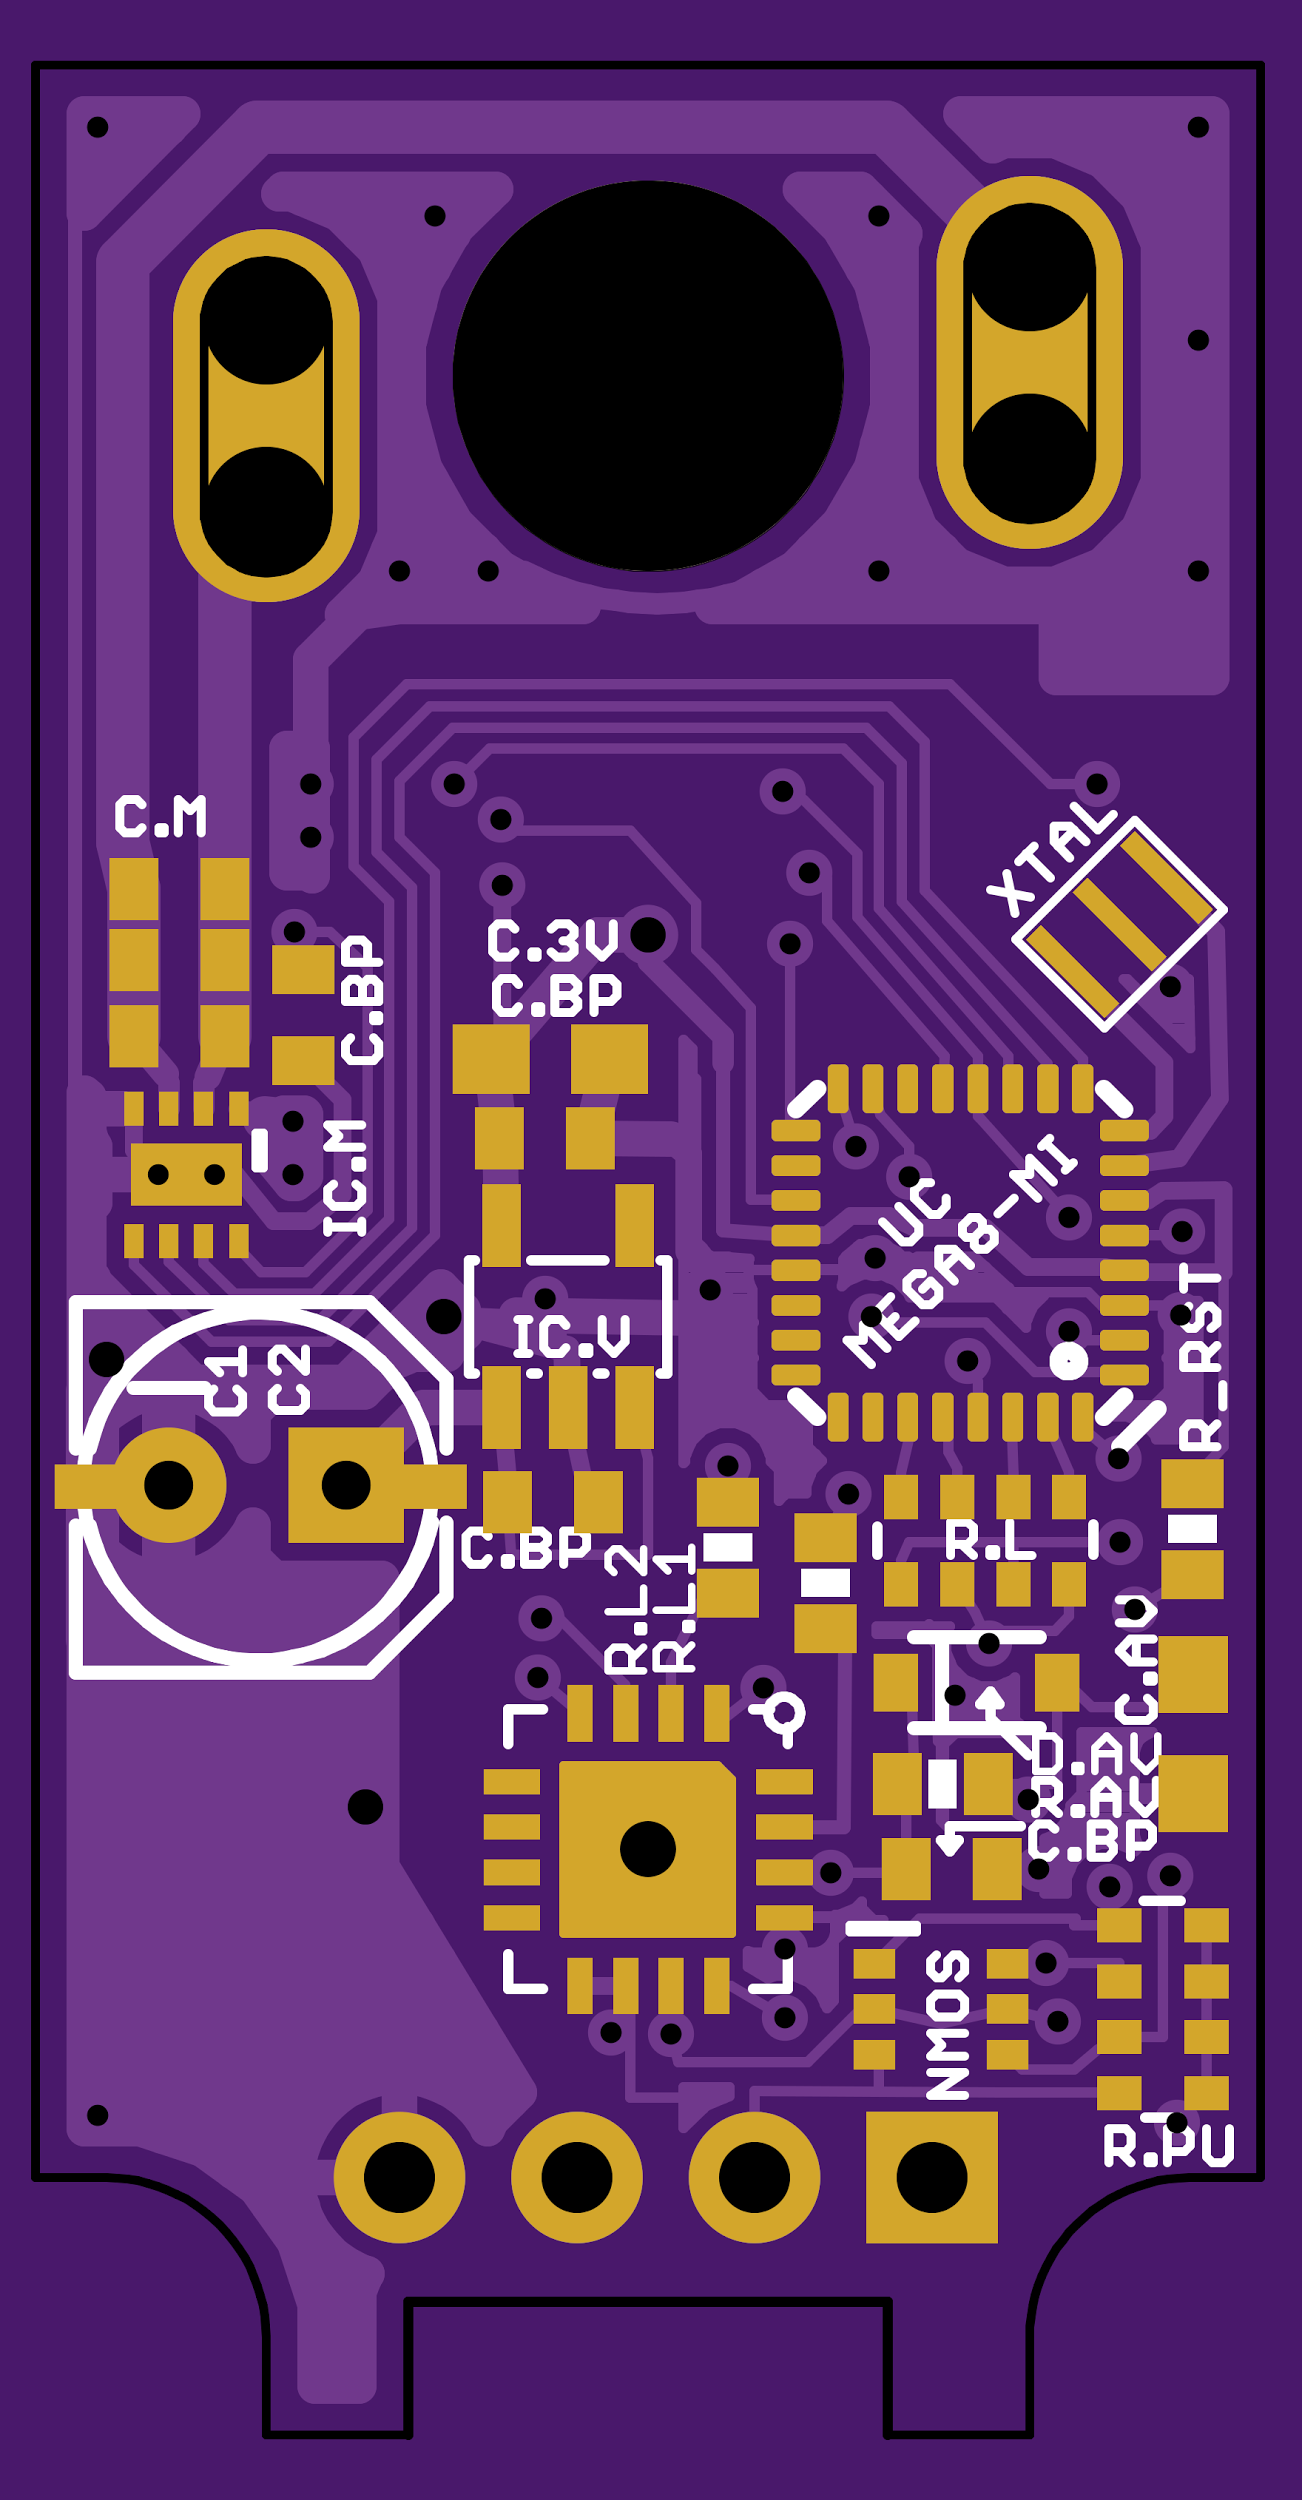 C.M
XTAL
C.3V
C.BP
C.BP
IC.M
UC
MEGA8-MI
IC.V
C1
C2
R_RST
C.BP
R.L2
R.L1
R.L
C.AV
Q
D.AV
R.AV
C.BP
NMOS
R.PU